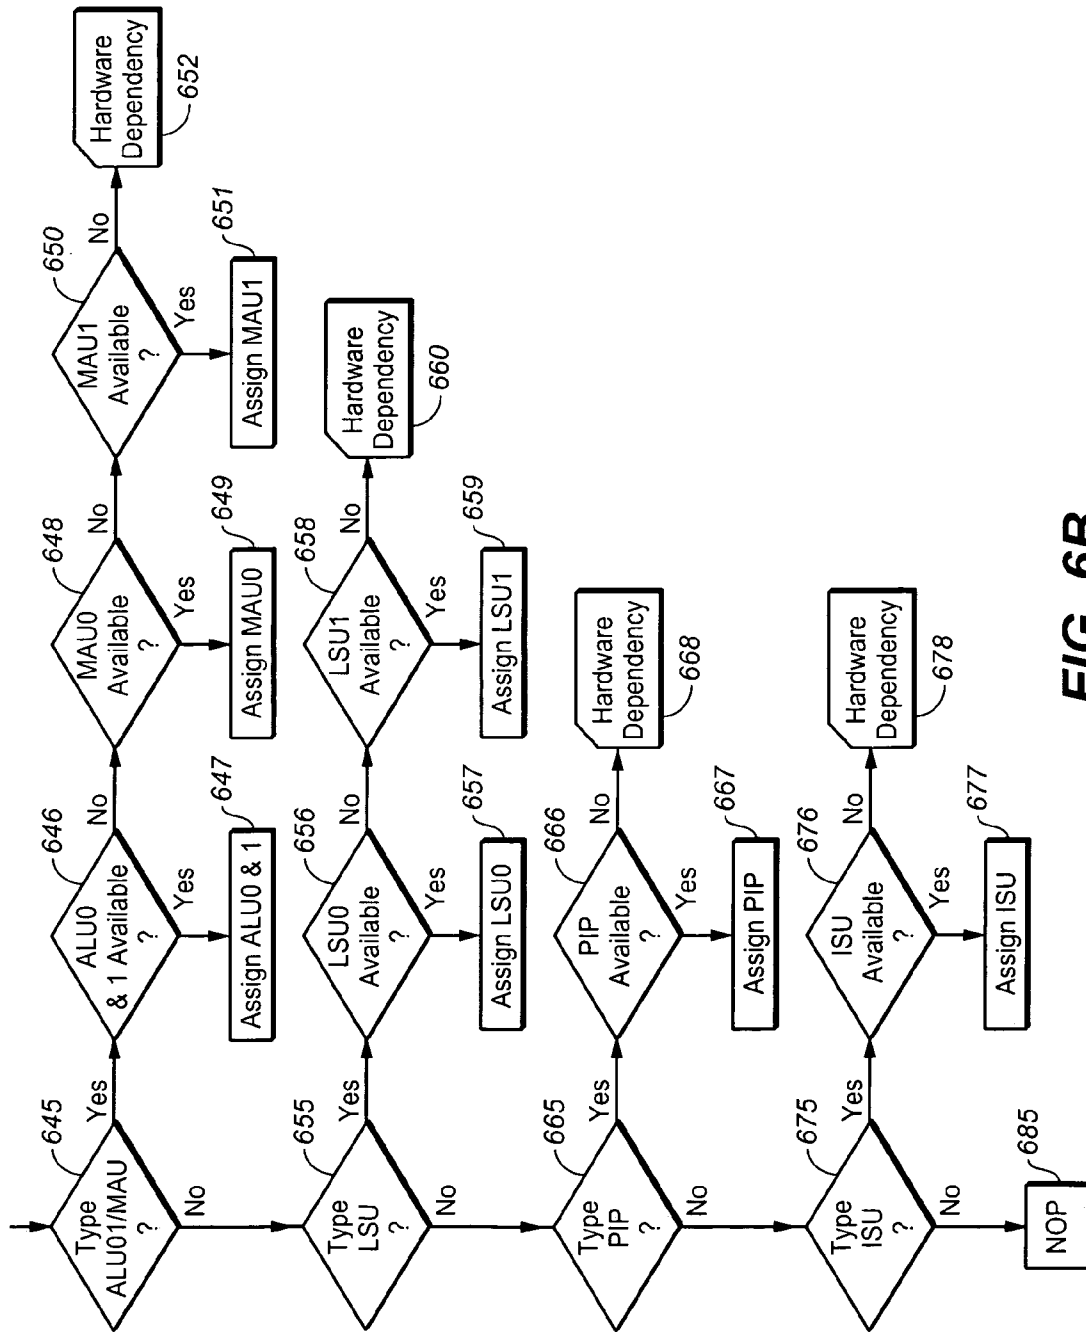 Type
ALU01/MAU
?
645
Yes
No
ALU0
& 1 Available
?
646
No
Yes
Assign ALU0 & 1
647
MAU0
Available
?
648
No
Yes
Assign MAU0
649
MAU1
Available
?
650
No
Yes
Assign MAU1
651
Hardware
Dependency
652
Type
LSU
?
655
Yes
No
LSU0
Available
?
656
No
Yes
Assign LSU0
657
LSU1
Available
?
658
No
Yes
Assign LSU1
659
Hardware
Dependency
660
Type
PIP
?
665
Yes
No
PIP
Available
?
666
No
Yes
Assign PIP
667
Hardware
Dependency
668
Type
ISU
?
675
Yes
No
ISU
Available
?
676
No
Yes
Assign ISU
677
Hardware
Dependency
678
NOP
685
FIG. 6B